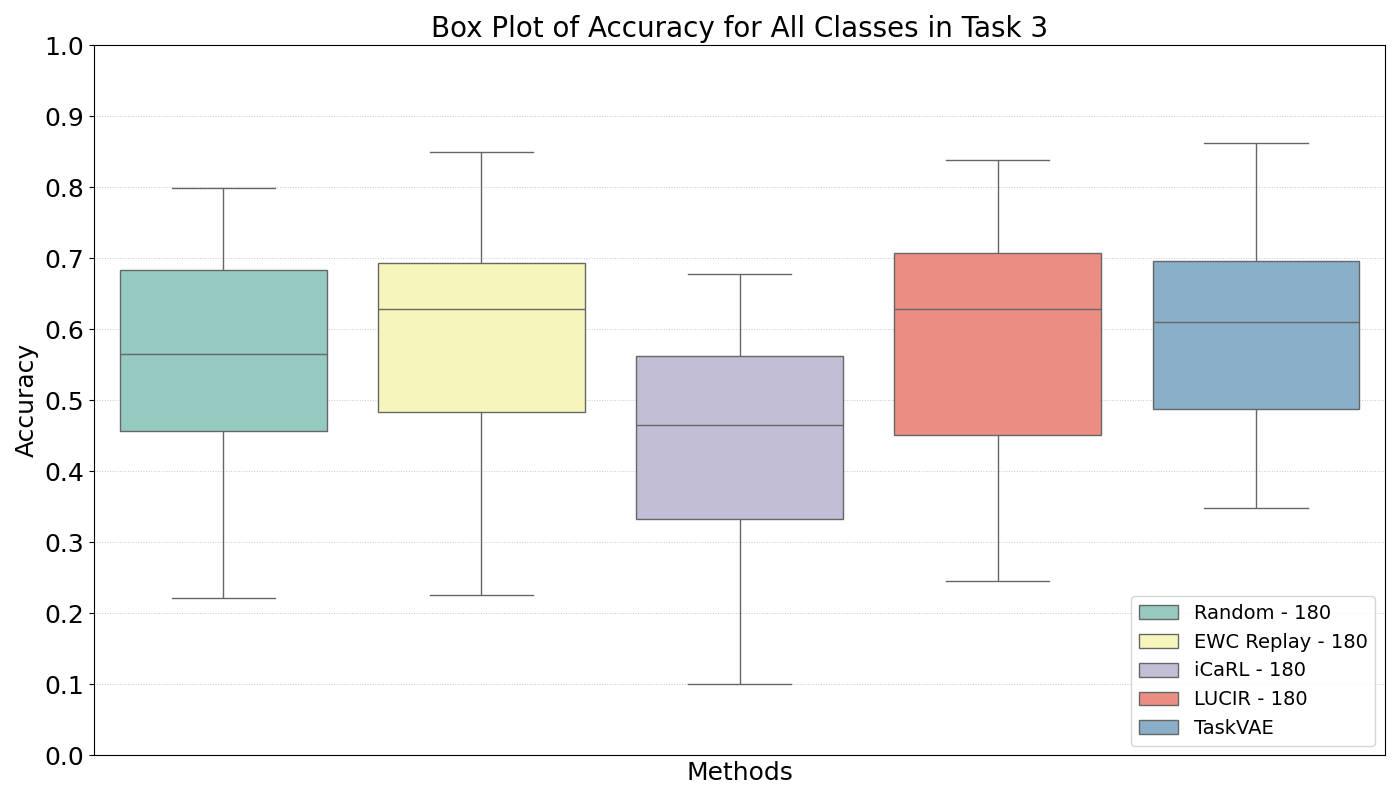 Box Plot of Accuracy for All Classes in Task 3
1.0
0.9
0.8
0.7
0.6
0.5
0.4
0.3
0.2
0.1
0.0
Accuracy
Methods
Random - 180
EWC Replay - 180
iCaRL - 180
LUCIR - 180
TaskVAE